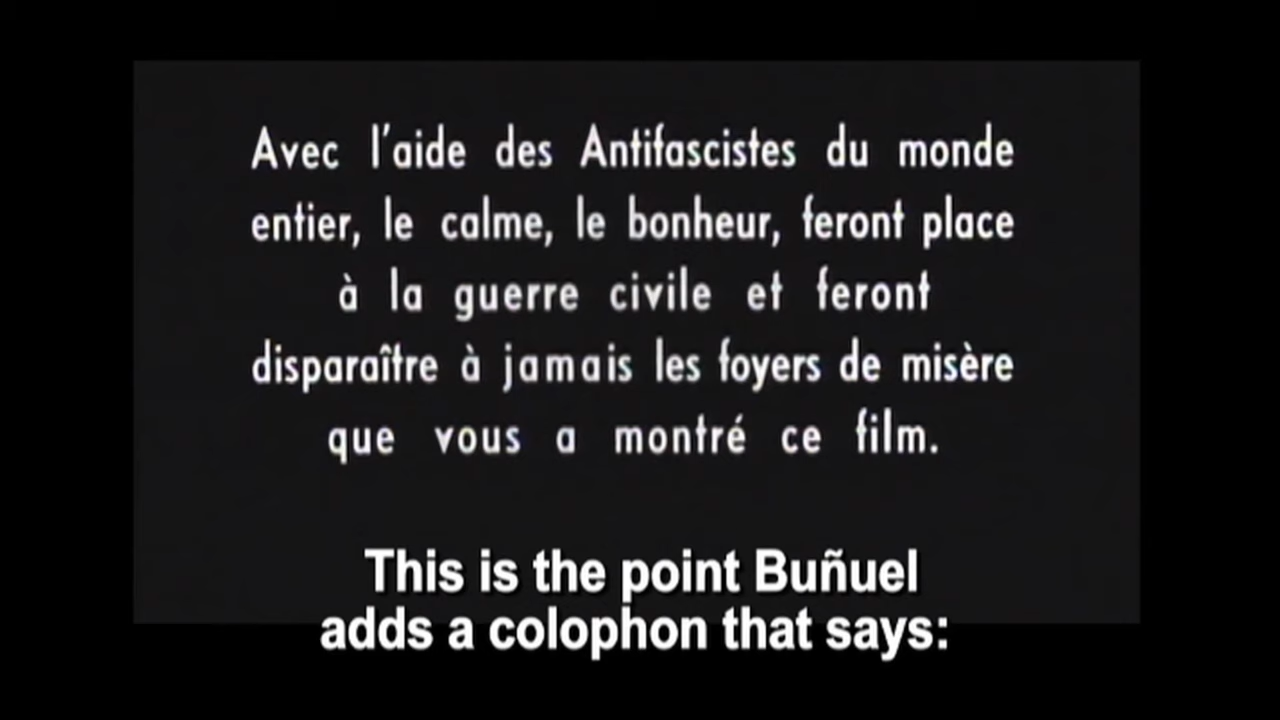 Avec l'aide des Antifascistes du monde
entier, le calme, le bonheur, feront place
à la guerre civile et feront
disparaître à jamais les foyers de misère
que vous a montré ce film.
This is the point Buñuel
adds a colophon that says: